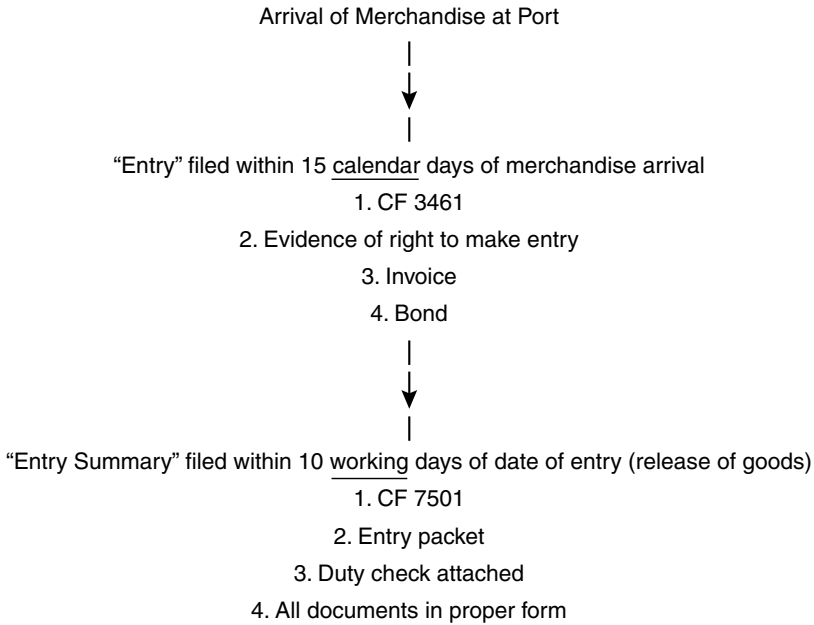 Arrival of Merchandise at Port
“Entry” filed within 15 calendar days of merchandise arrival
1. CF 3461
2. Evidence of right to make entry
3. Invoice
4. Bond
“Entry Summary” filed within 10 working days of date of entry (release of goods)
1. CF 7501
2. Entry packet
3. Duty check attached
4. All documents in proper form